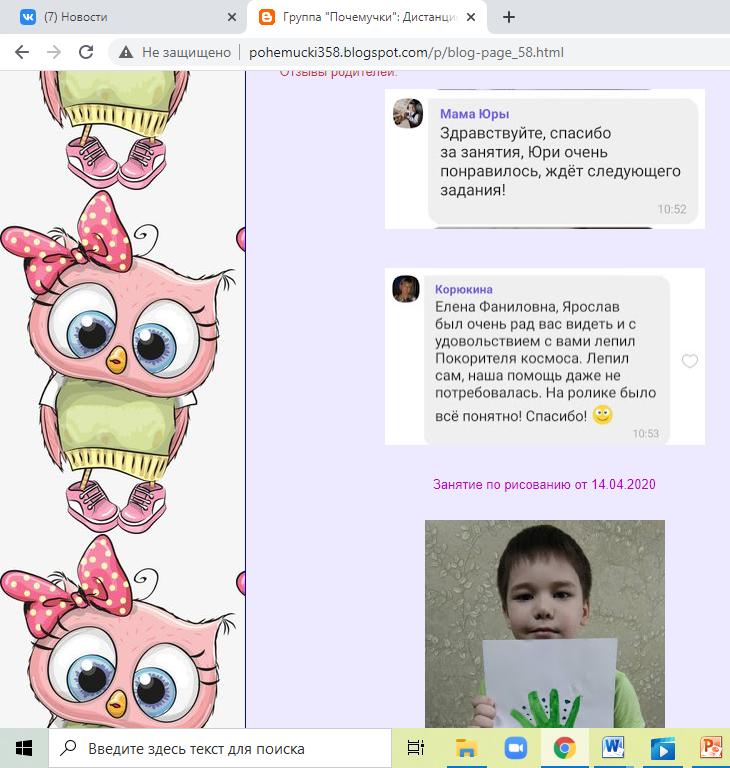 (7) Новости
Группа "Почемучки": Дистанци
Не защищено
pohemucki358.blogspot.com/p/blog-page_58.html
Отзывы родителей:
Мама Юры
Здравствуйте, спасибо
за занятия, Юри очень
понравилось, ждёт следующего
задания!
10:52
Корюкина
Елена Фаниловна, Ярослав
был очень рад вас видеть и с
удовольствием с вами лепил
Покорителя космоса. Лепил
сам, наша помощь даже не
потребовалась. На ролике было
всё понятно! Спасибо!
10:53
Занятие по рисованию от 14.04.2020
Введите здесь текст для поиска